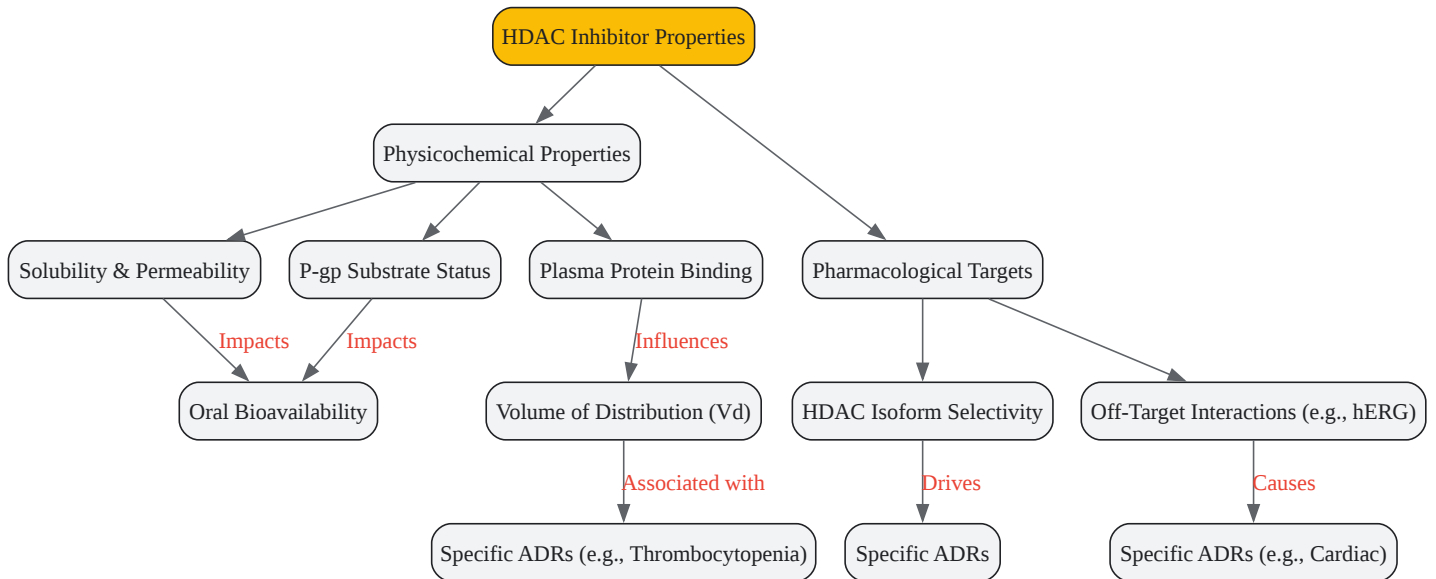 HDAC Inhibitor Properties
Physicochemical Properties
Solubility & Permeability
P-gp Substrate Status
Plasma Protein Binding
Pharmacological Targets
Impacts
Impacts
Influences
Oral Bioavailability
Volume of Distribution (Vd)
HDAC Isoform Selectivity
Off-Target Interactions (e.g., hERG)
Associated with
Drives
Causes
Specific ADRs (e.g., Thrombocytopenia)
Specific ADRs
Specific ADRs (e.g., Cardiac)